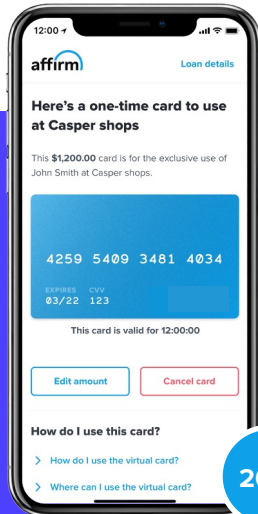 12:00
affirm
Loan details
Here's a one-time card to use
at Casper shops
This $1,200.00 card is for the exclusive use of
John Smith at Casper shops.
4259 5409 3481 4034
EXPIRES CVV
03/22 123
This card is valid for 12:00:00
Edit amount
Cancel card
How do I use this card?
How do I use the virtual card?
Where can I use the virtual card?